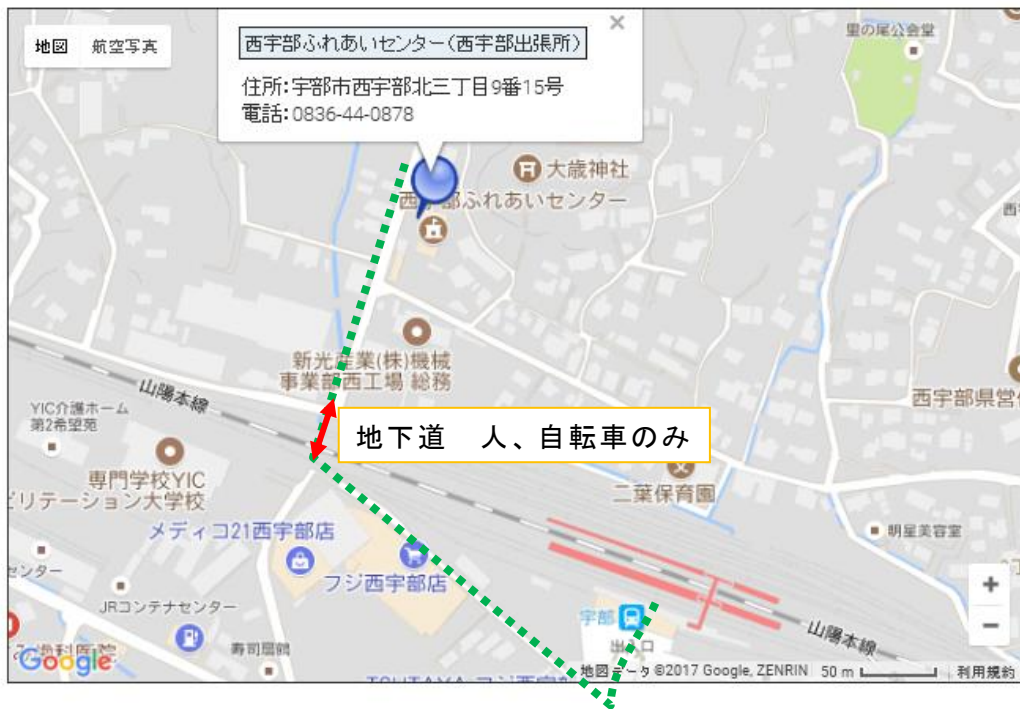 地図 航空写真
西宇部ふれあいセンター(西宇部出張所)
住所:宇部市西宇部北三丁目9番15号
電話:0836-44-0878
里の尾公会堂
大歳神社
西宇部ふれあいセンター
新光産業(株)機械
事業部西工場 総務
山陽本線
YIC介護ホーム
第2希望苑
地下道 人、自転車のみ
西宇部県営
専門学校YIC
ビリテーション大学校
二葉保育園
メディコ21西宇部店
明星美容室
フジ西宇部店
センター
JRコンテナセンター
宇部
出入口
山陽本線
寿司
Google
地図データ ©2017 Google, ZENRIN 50 m 利用規約